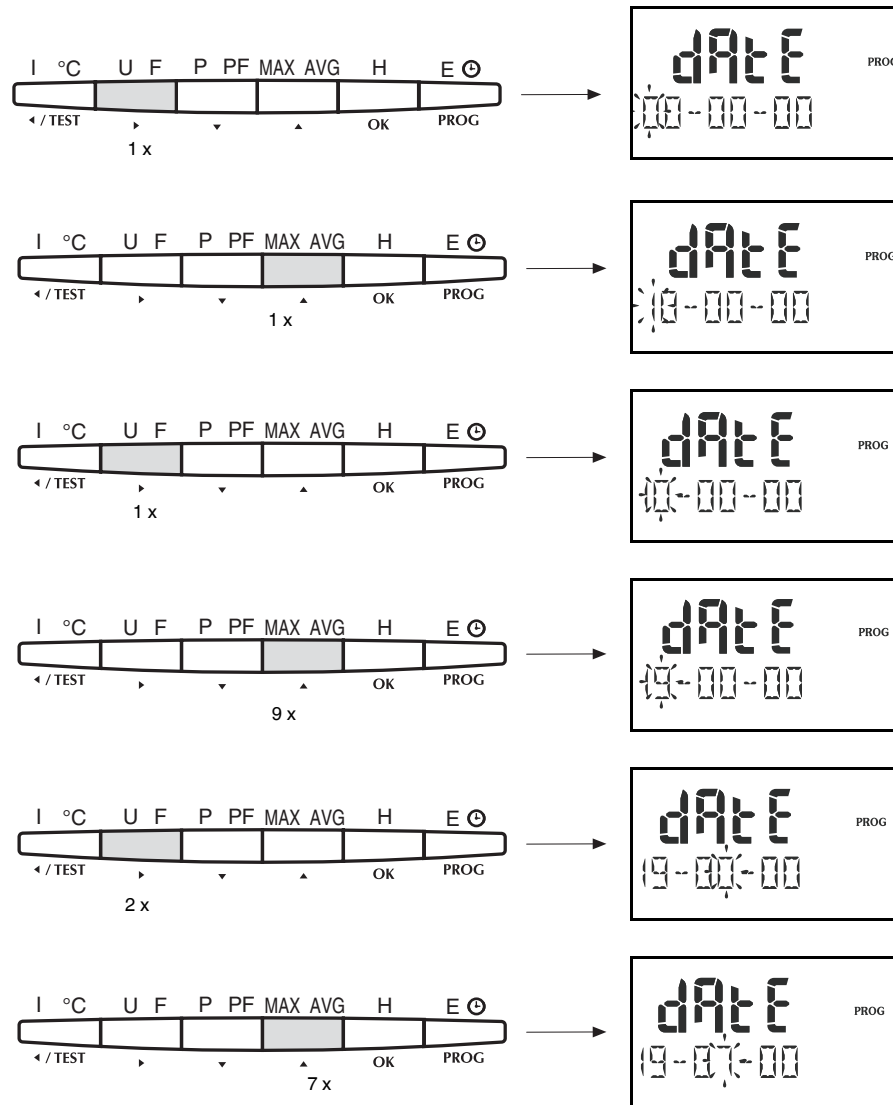 I °C U F P PF MAX AVG H E
/ TEST OK PROG
1 x
dAtE PROG
00-00-00
I °C U F P PF MAX AVG H E
/ TEST OK PROG
1 x
dAtE PROG
10-00-00
I °C U F P PF MAX AVG H E
/ TEST OK PROG
1 x
dAtE PROG
10-00-00
I °C U F P PF MAX AVG H E
/ TEST OK PROG
9 x
dAtE PROG
19-00-00
I °C U F P PF MAX AVG H E
/ TEST OK PROG
2 x
dAtE PROG
19-00-00
I °C U F P PF MAX AVG H E
/ TEST OK PROG
7 x
dAtE PROG
19-07-00